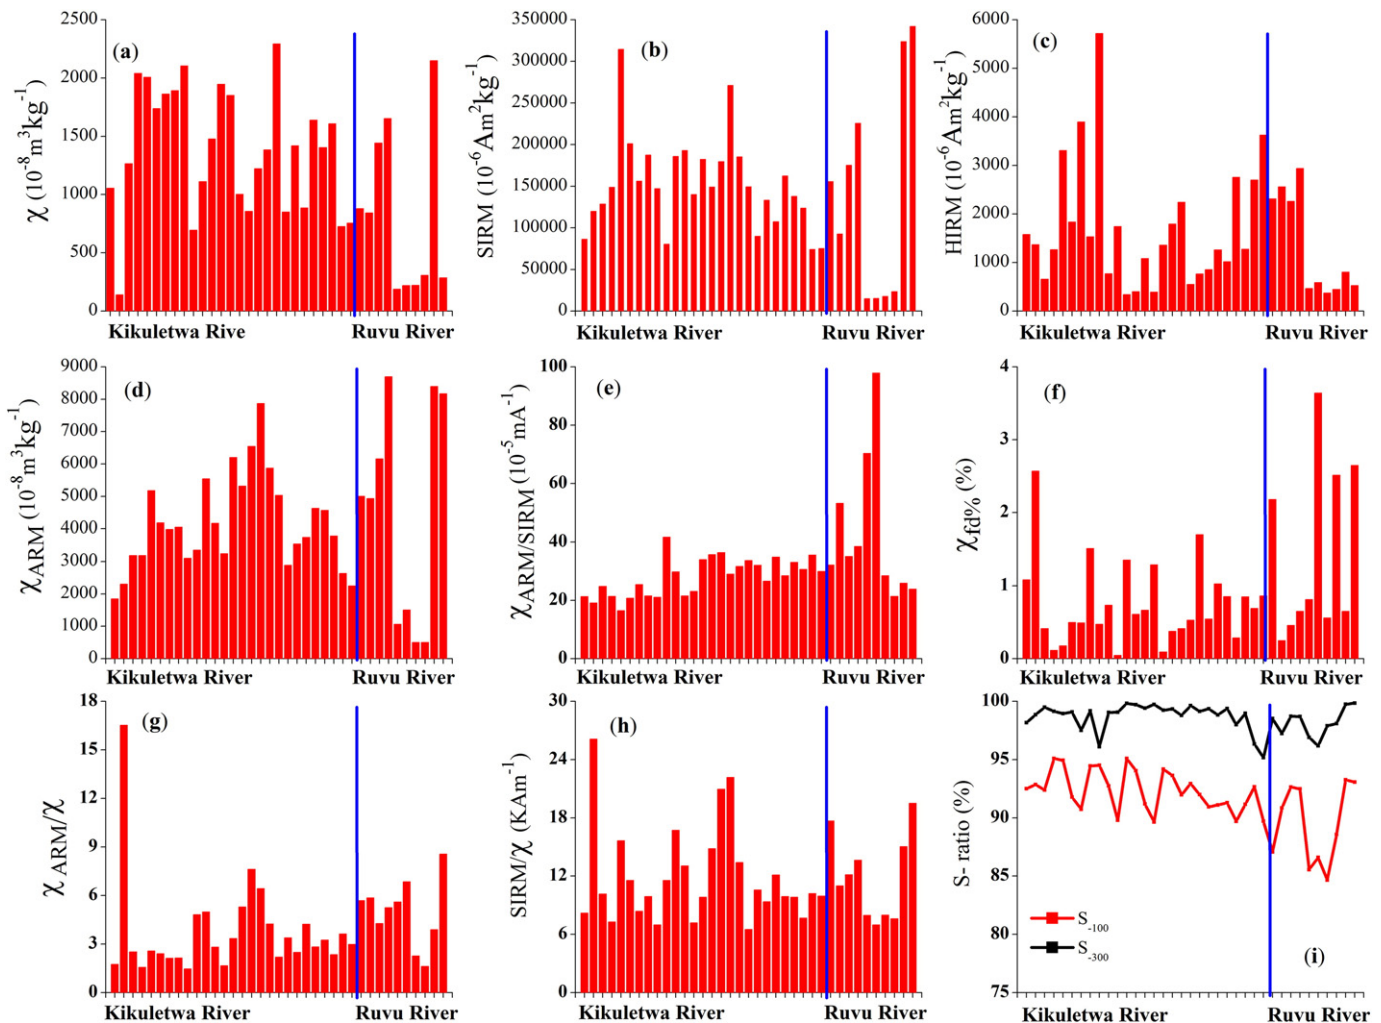 (a)
χ (10⁻⁸m³kg⁻¹)
2500
2000
1500
1000
500
0
Kikuletwa Rive Ruvu River
(b)
SIRM (10⁻⁶Am²kg⁻¹)
350000
300000
250000
200000
150000
100000
50000
0
Kikuletwa River Ruvu River
(c)
HIRM (10⁻⁶Am²kg⁻¹)
6000
5000
4000
3000
2000
1000
0
Kikuletwa River Ruvu River
(d)
χARM (10⁻⁸m³kg⁻¹)
9000
8000
7000
6000
5000
4000
3000
2000
1000
0
Kikuletwa River Ruvu River
(e)
χARM/SIRM (10⁻⁵mA⁻¹)
100
80
60
40
20
0
Kikuletwa River Ruvu River
(f)
χfd% (%)
4
3
2
1
0
Kikuletwa River Ruvu River
(g)
χ ARM/χ
18
15
12
9
6
3
0
Kikuletwa River Ruvu River
(h)
SIRM/χ (KAm⁻¹)
30
24
18
12
6
0
Kikuletwa River Ruvu River
S- ratio (%)
100
95
90
85
80
75
S-100
S-300
(i)
Kikuletwa River Ruvu River